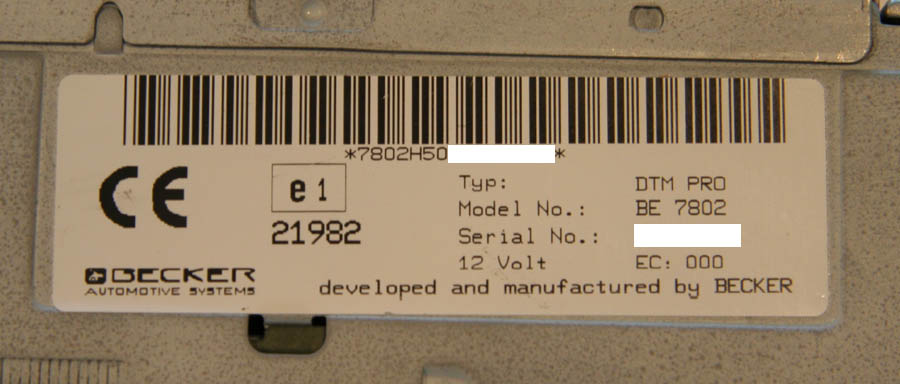 *7802H50 *
CE
e1
21982
Typ: DTM PRO
Model No.: BE 7802
Serial No.:
12 Volt EC: 000
BECKER
AUTOMOTIVE SYSTEMS
developed and manufactured by BECKER